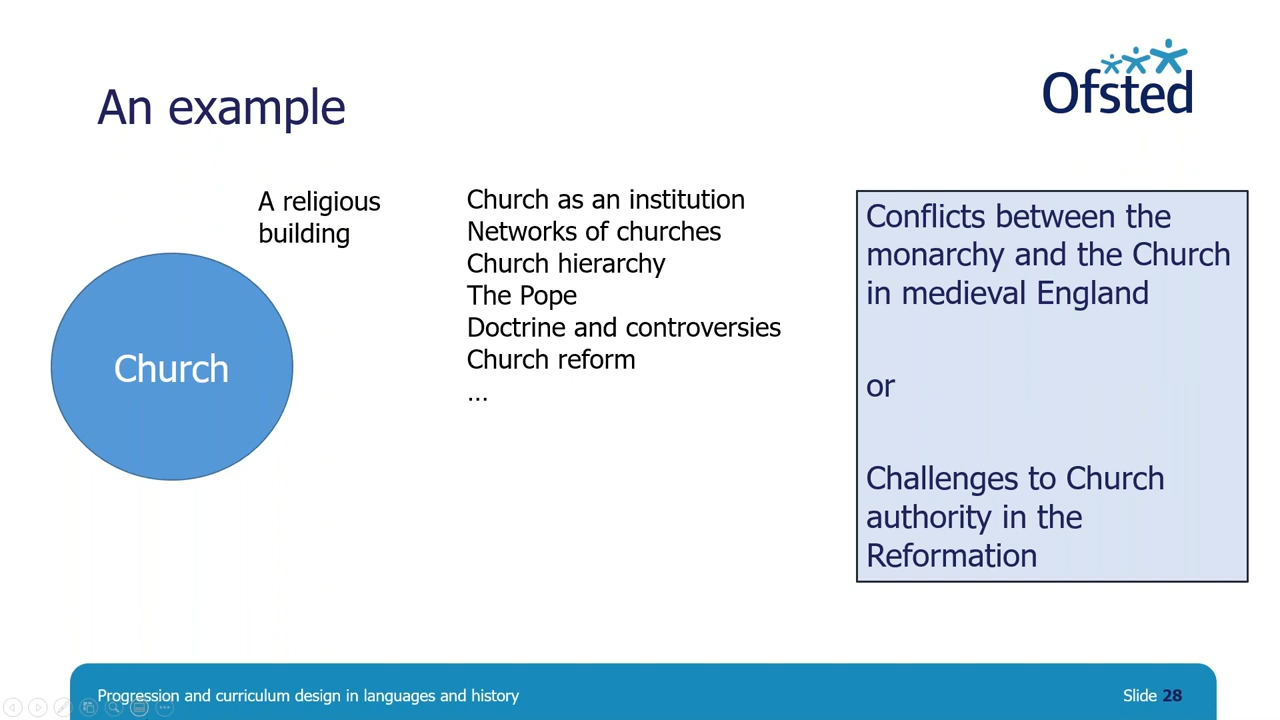 An example
Ofsted
A religious
building
Church as an institution
Networks of churches
Church hierarchy
The Pope
Doctrine and controversies
Church reform
...
Church
Conflicts between the
monarchy and the Church
in medieval England
or
Challenges to Church
authority in the
Reformation
Progression and curriculum design in languages and history
Slide 28